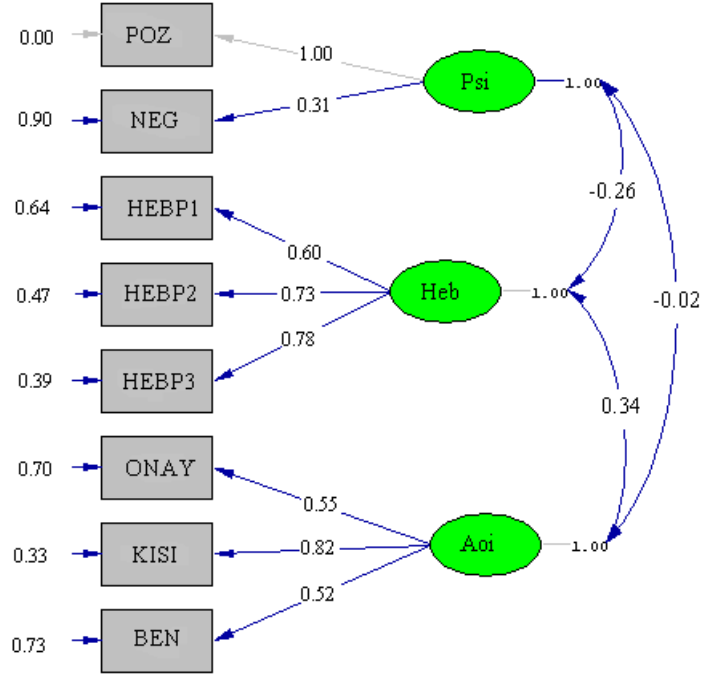 0.00
POZ
1.00
Psi
1.00
0.90
NEG
0.31
-0.26
0.64
HEBP1
0.60
0.47
HEBP2
0.73
Heb
1.00
-0.02
0.78
0.39
HEBP3
0.34
0.70
ONAY
0.55
0.33
KISI
0.82
Aoi
1.00
0.52
0.73
BEN